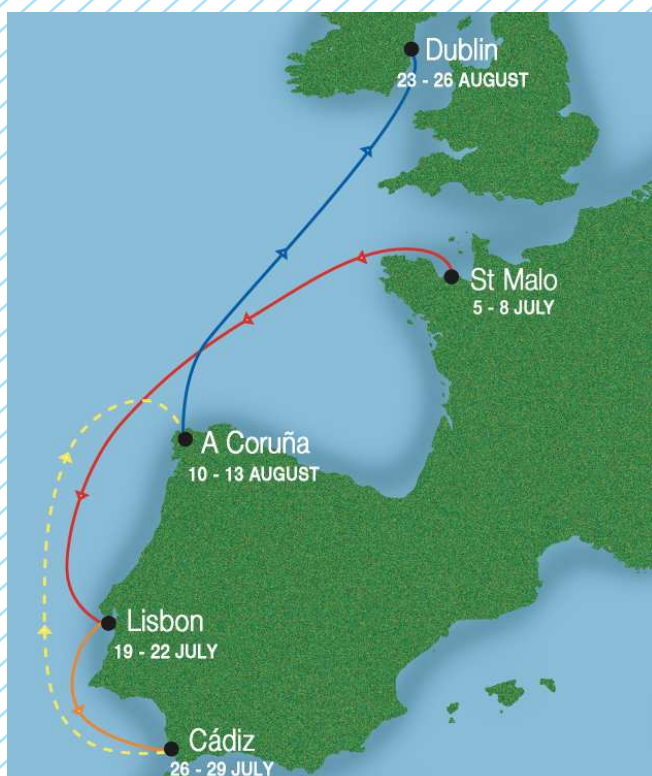 Dublin
23 - 26 AUGUST
St Malo
5 - 8 JULY
A Coruña
10 - 13 AUGUST
Lisbon
19 - 22 JULY
Cádiz
26 - 29 JULY